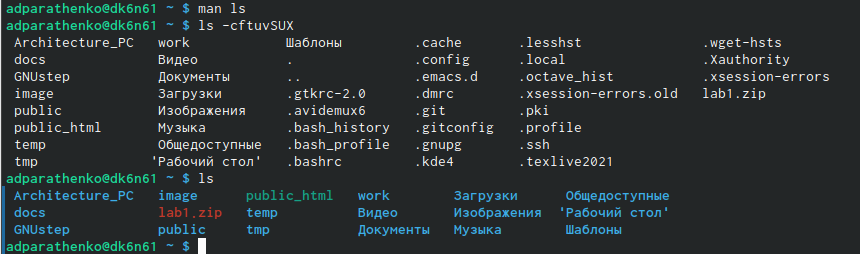 adparathenko@dk6n61 ~ $ man ls
adparathenko@dk6n61 ~ $ ls -cftuvSUX
Architecture_PC work Шаблоны .cache .lesshst .wget-hsts
docs Видео . .config .local .Xauthority
GNUstep Документы .. .emacs.d .octave_hist .xsession-errors
image Загрузки .gtkrc-2.0 .dmrc .xsession-errors.old lab1.zip
public Изображения .avidemux6 .git .pki
public_html Музыка .bash_history .gitconfig .profile
temp Общедоступные .bash_profile .gnupg .ssh
tmp 'Рабочий стол' .bashrc .kde4 .texlive2021
adparathenko@dk6n61 ~ $ ls
Architecture_PC image public_html work Загрузки Общедоступные
docs lab1.zip temp Видео Изображения 'Рабочий стол'
GNUstep public tmp Документы Музыка Шаблоны
adparathenko@dk6n61 ~ $